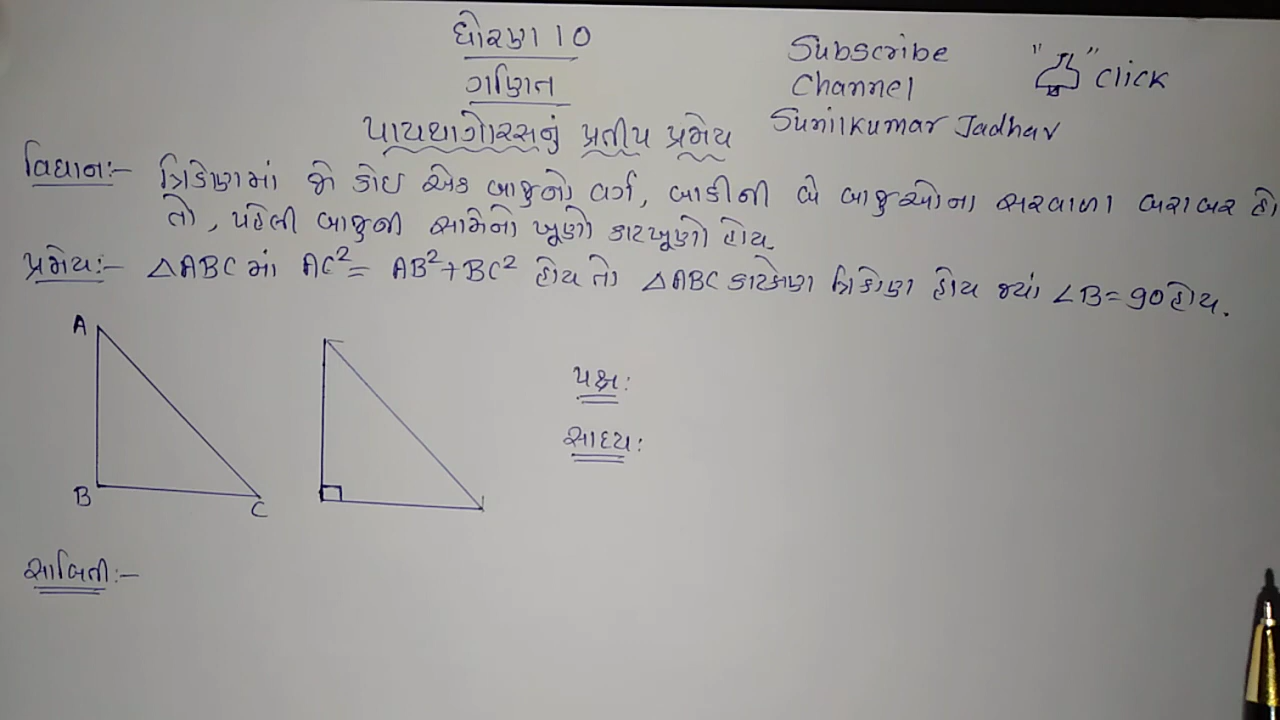 ધોરણ 10
ગણિત
પાયથાગોરસનું પ્રતીપ પ્રમેય
Subscribe
Channel
Sunilkumar Jadhav
" " click
વિધાન:- ત્રિકોણમાં જો કોઇ એક બાજુનો વર્ગ, બાકીની બે બાજુઓના સરવાળા બરાબર હો
તો, પહેલી બાજુની સામેનો ખૂણો કાટખૂણો હોય.
પ્રમેય:- △ABC માં AC²= AB²+BC² હોય તો △ABC કાટકોણ ત્રિકોણ હોય જ્યાં ∠B=90 હોય.
A
B
C
પક્ષ:
સાધ્ય:
સાબિતી:-